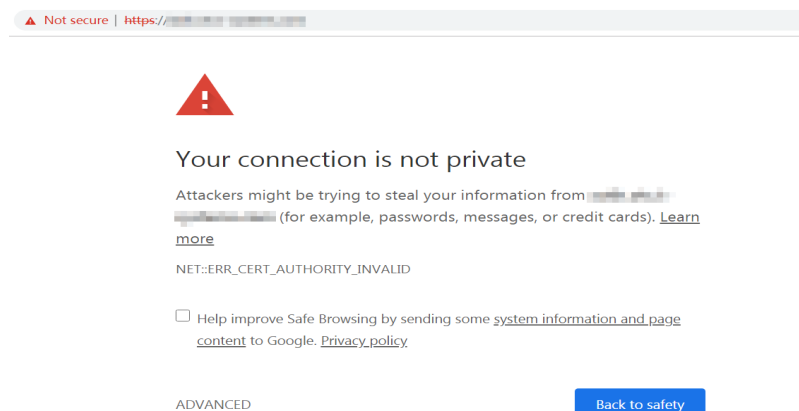 Not secure | https://
Your connection is not private
Attackers might be trying to steal your information from
(for example, passwords, messages, or credit cards). Learn
more
NET::ERR_CERT_AUTHORITY_INVALID
Help improve Safe Browsing by sending some system information and page
content to Google. Privacy policy
ADVANCED
Back to safety